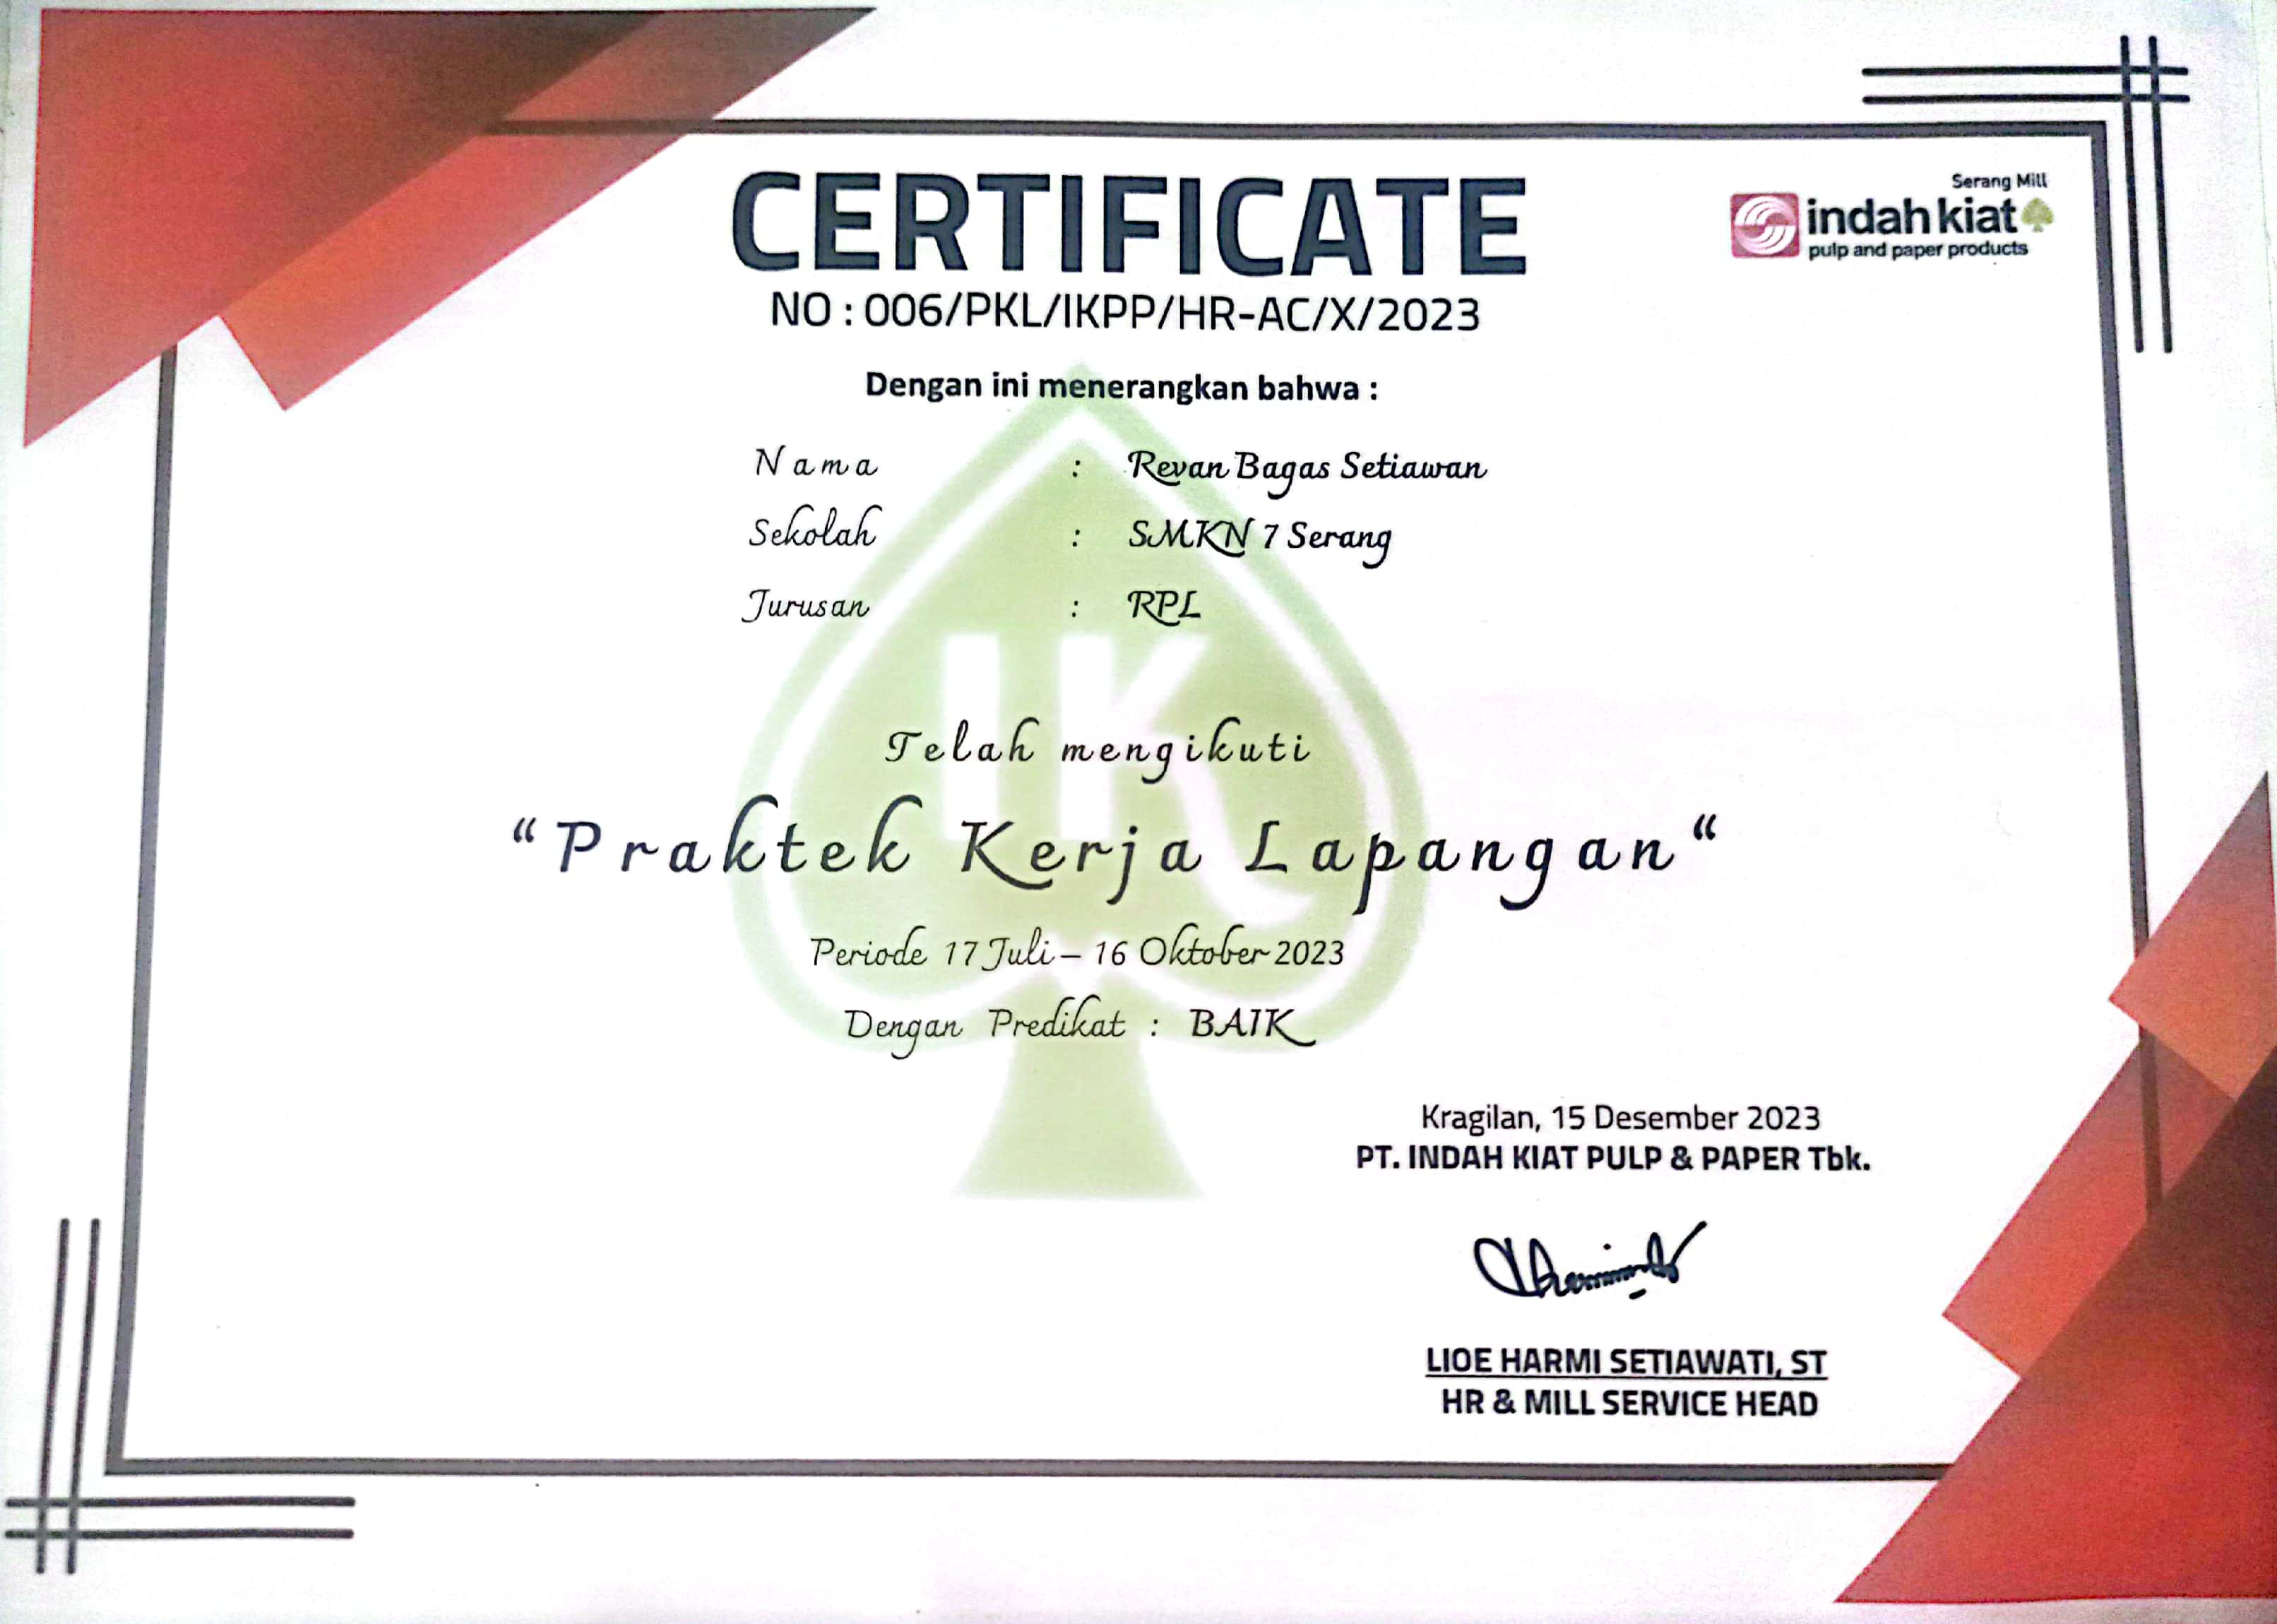 CERTIFICATE
Serang Mill
indah kiat
pulp and paper products
NO : 006/PKL/IKPP/HR-AC/X/2023
Dengan ini menerangkan bahwa :
Nama : Revan Bagas Setiawan
Sekolah : SMKN 7 Serang
Jurusan : RPL
IK
Telah mengikuti
“Praktek Kerja Lapangan“
Periode 17 Juli – 16 Oktober 2023
Dengan Predikat : BAIK
Kragilan, 15 Desember 2023
PT. INDAH KIAT PULP & PAPER Tbk.
LIOE HARMI SETIAWATI, ST
HR & MILL SERVICE HEAD